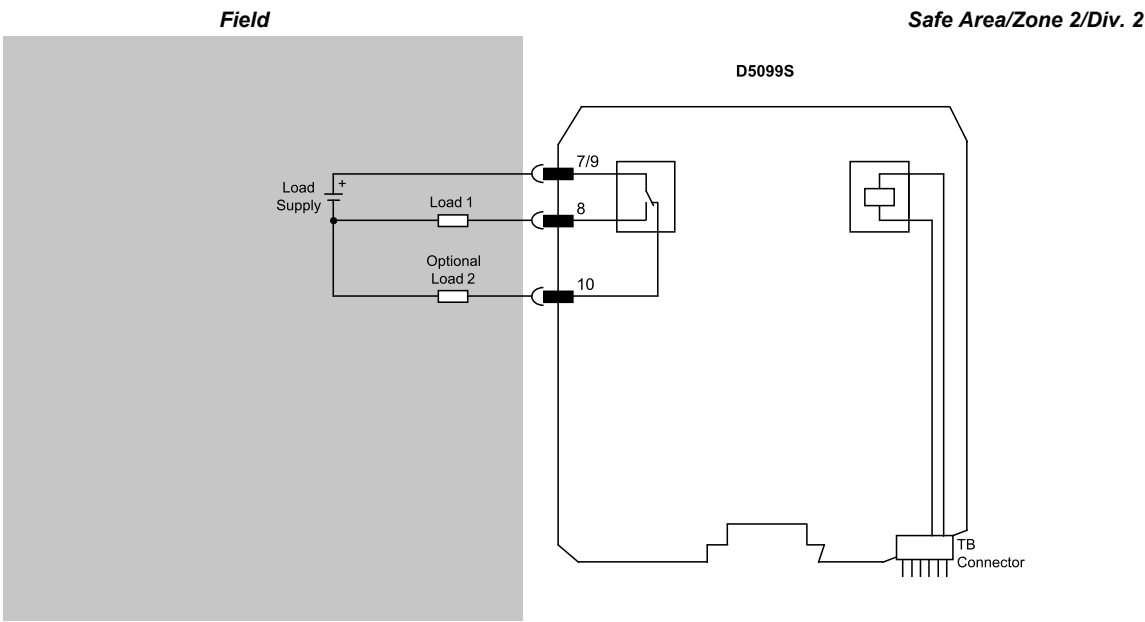 Field
Safe Area/Zone 2/Div. 2
D5099S
7/9
+
Load
Supply
Load 1
8
Optional
Load 2
10
TB
Connector